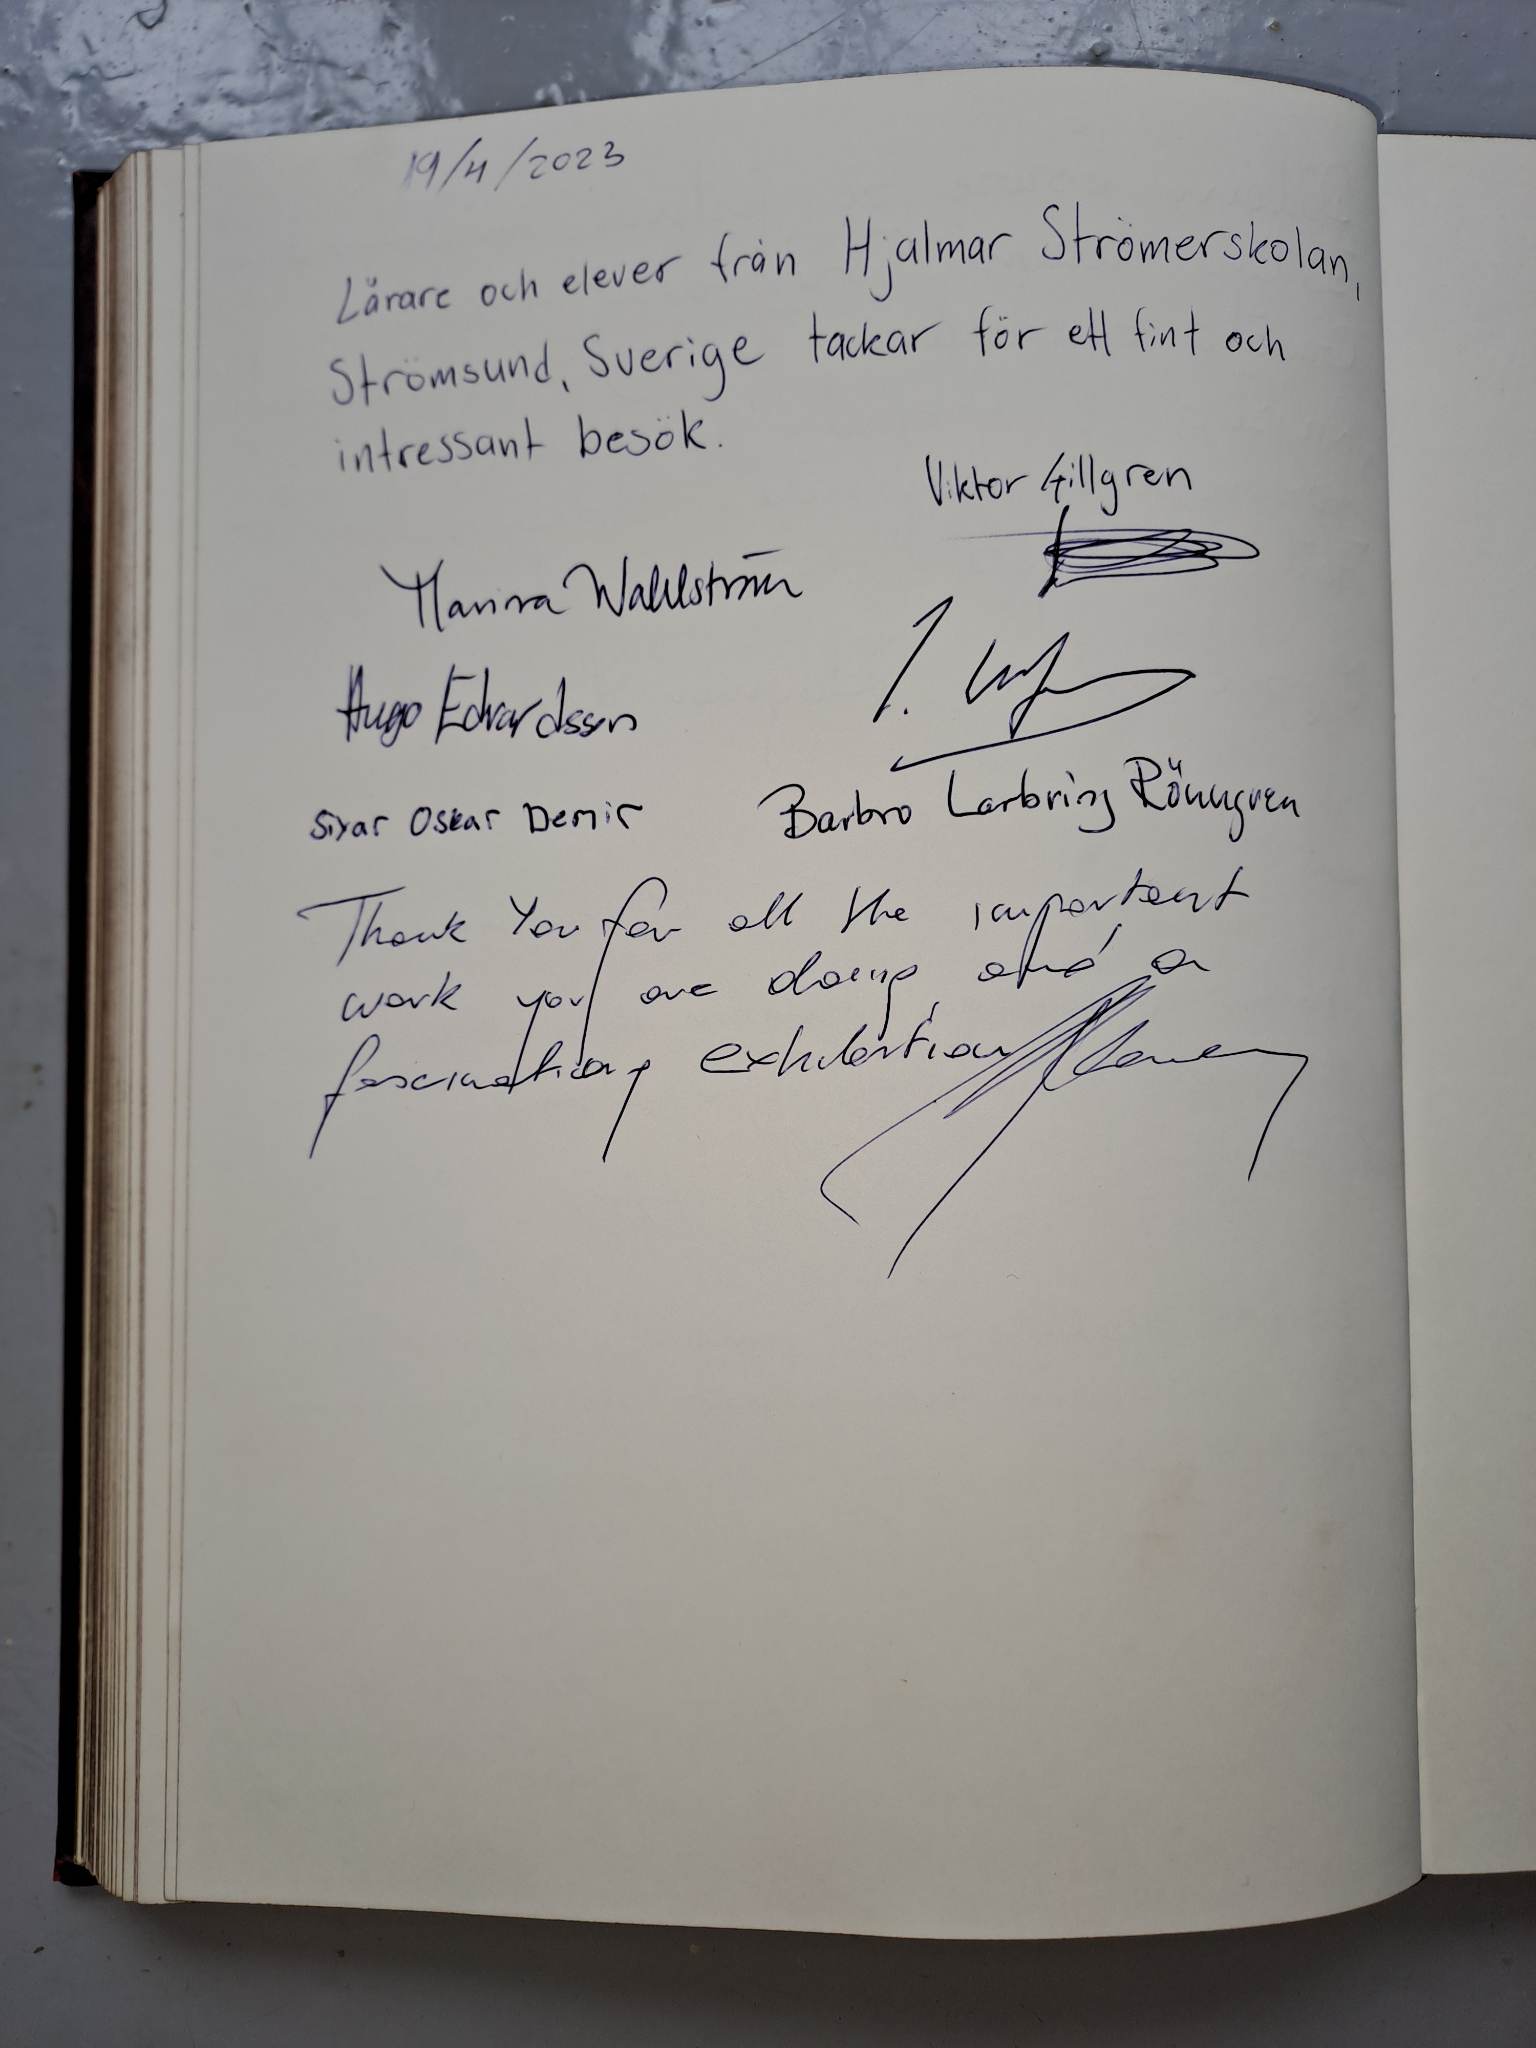 19/4/2023
Lärare och elever från Hjalmar Strömerskolan,
Strömsund, Sverige tackar för ett fint och
intressant besök.
Viktor Gillgren
Marina Wahlström
Hugo Edvardsson
Siyar Oskar Demir
Barbro Larbring Rönngren
Thank You for all the important
work you are doing and a
fascinating exhibition